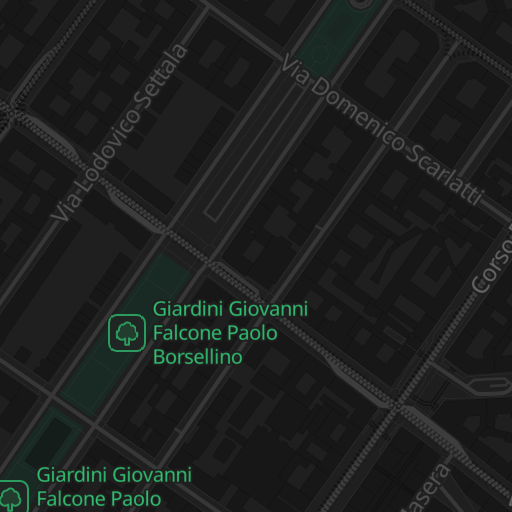 Via Lodovico Settala
Via Domenico Scarlatti
Corso
Giardini Giovanni
Falcone Paolo
Borsellino
Giardini Giovanni
Falcone Paolo